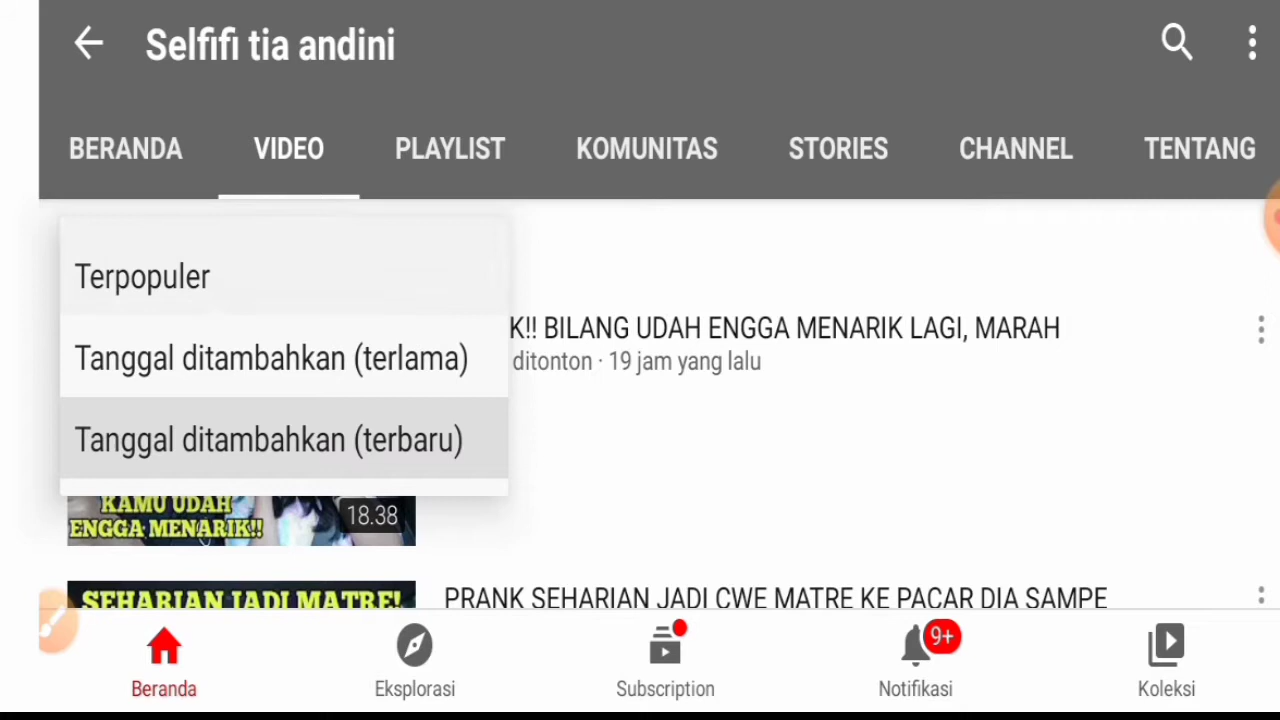 Selfifi tia andini
BERANDA VIDEO PLAYLIST KOMUNITAS STORIES CHANNEL TENTANG
Terpopuler
Tanggal ditambahkan (terlama)
Tanggal ditambahkan (terbaru)
K!! BILANG UDAH ENGGA MENARIK LAGI, MARAH
ditonton · 19 jam yang lalu
KAMU UDAH
ENGGA MENARIK!!
18.38
SEHARIAN JADI MATRE!
PRANK SEHARIAN JADI CWE MATRE KE PACAR DIA SAMPE
9+
Beranda Eksplorasi Subscription Notifikasi Koleksi